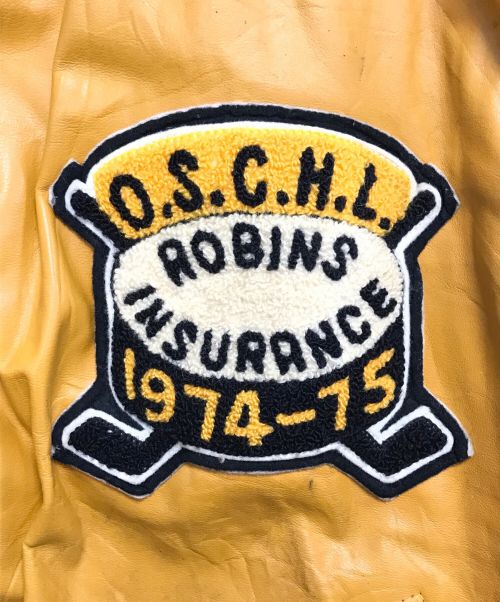 O.S.C.H.L.
ROBINS
INSURANCE
1974-75